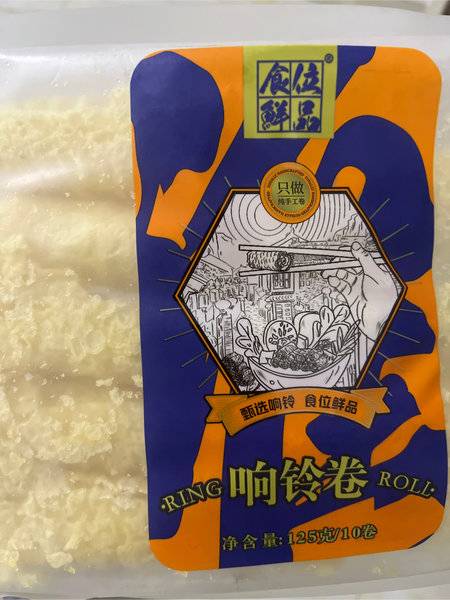 食位®
鲜品
只做
纯手工卷
甄选响铃 食位鲜品
·RING 响铃卷 ROLL·
净含量:125克/10卷